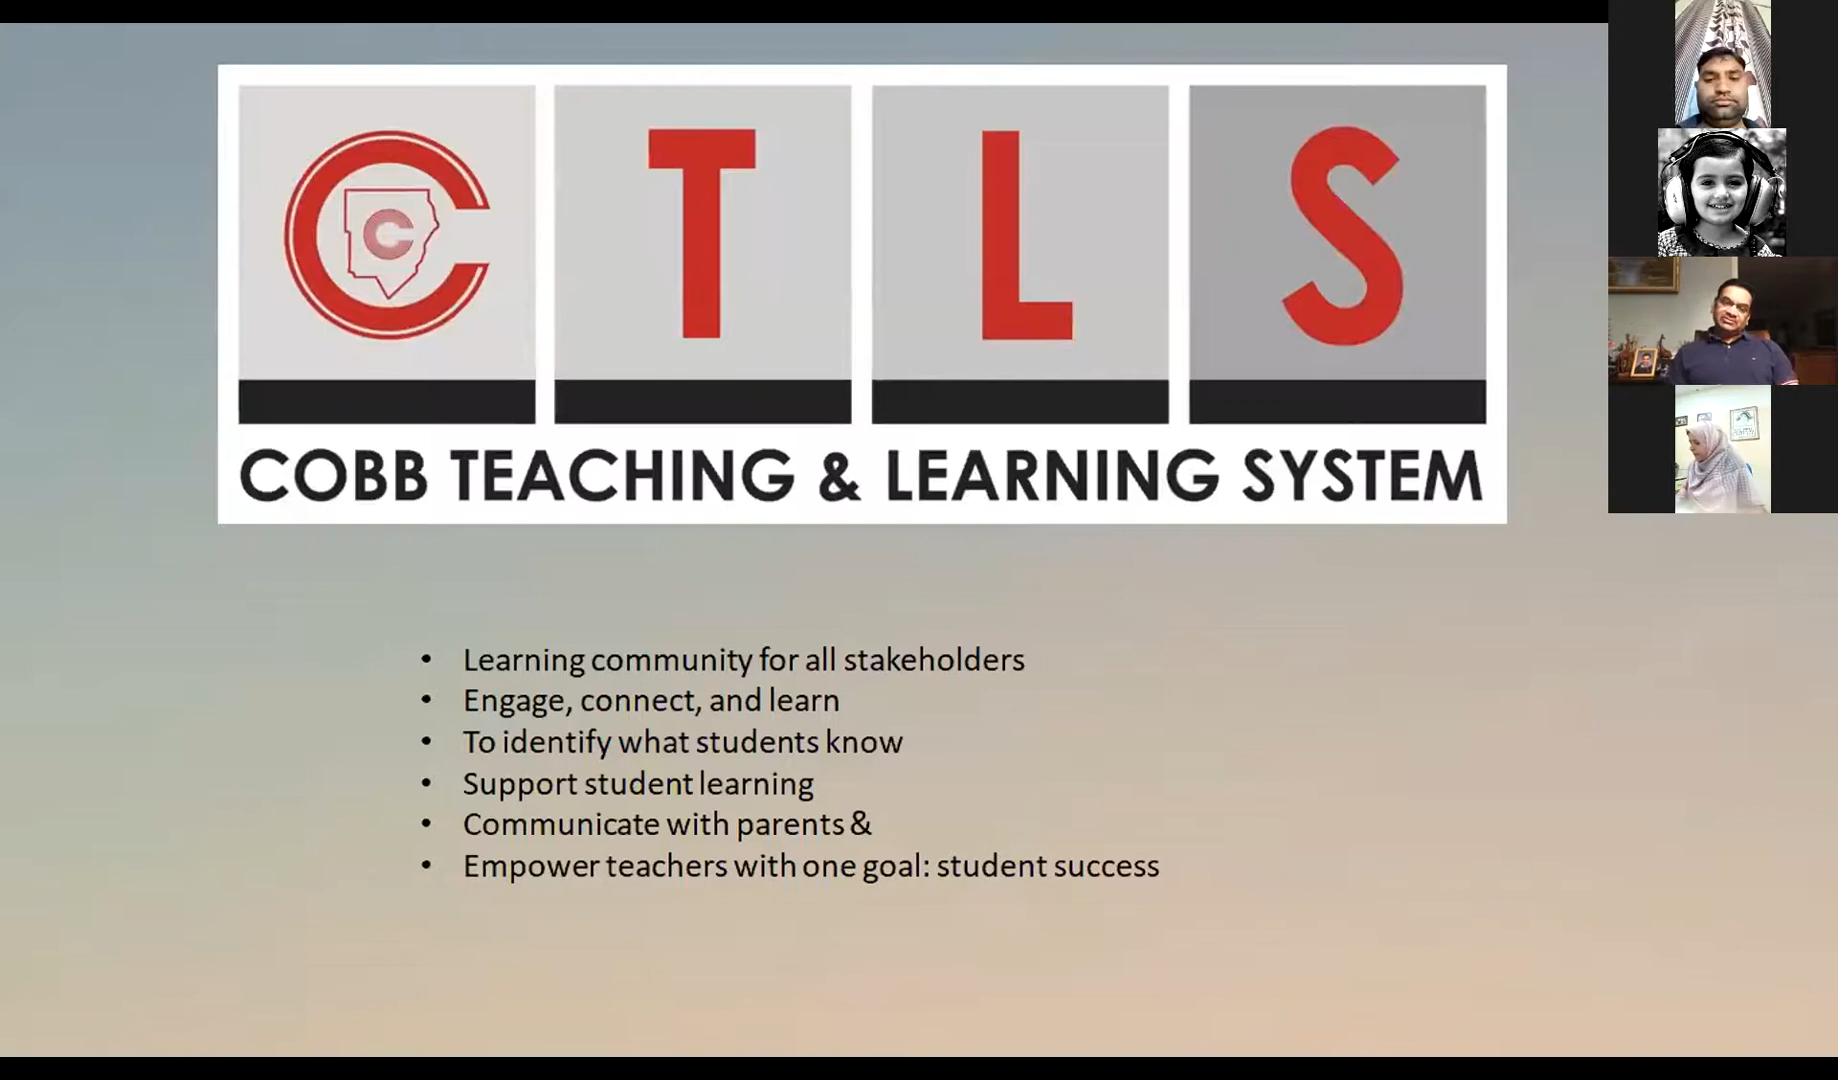 C T L S
C
COBB TEACHING & LEARNING SYSTEM
• Learning community for all stakeholders
• Engage, connect, and learn
• To identify what students know
• Support student learning
• Communicate with parents &
• Empower teachers with one goal: student success